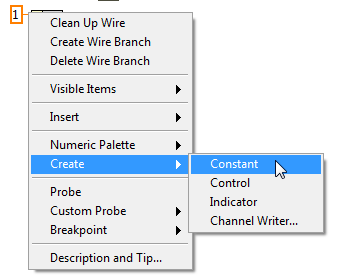 1
Clean Up Wire
Create Wire Branch
Delete Wire Branch
Visible Items
Insert
Numeric Palette
Create
Probe
Custom Probe
Breakpoint
Description and Tip...
Constant
Control
Indicator
Channel Writer...